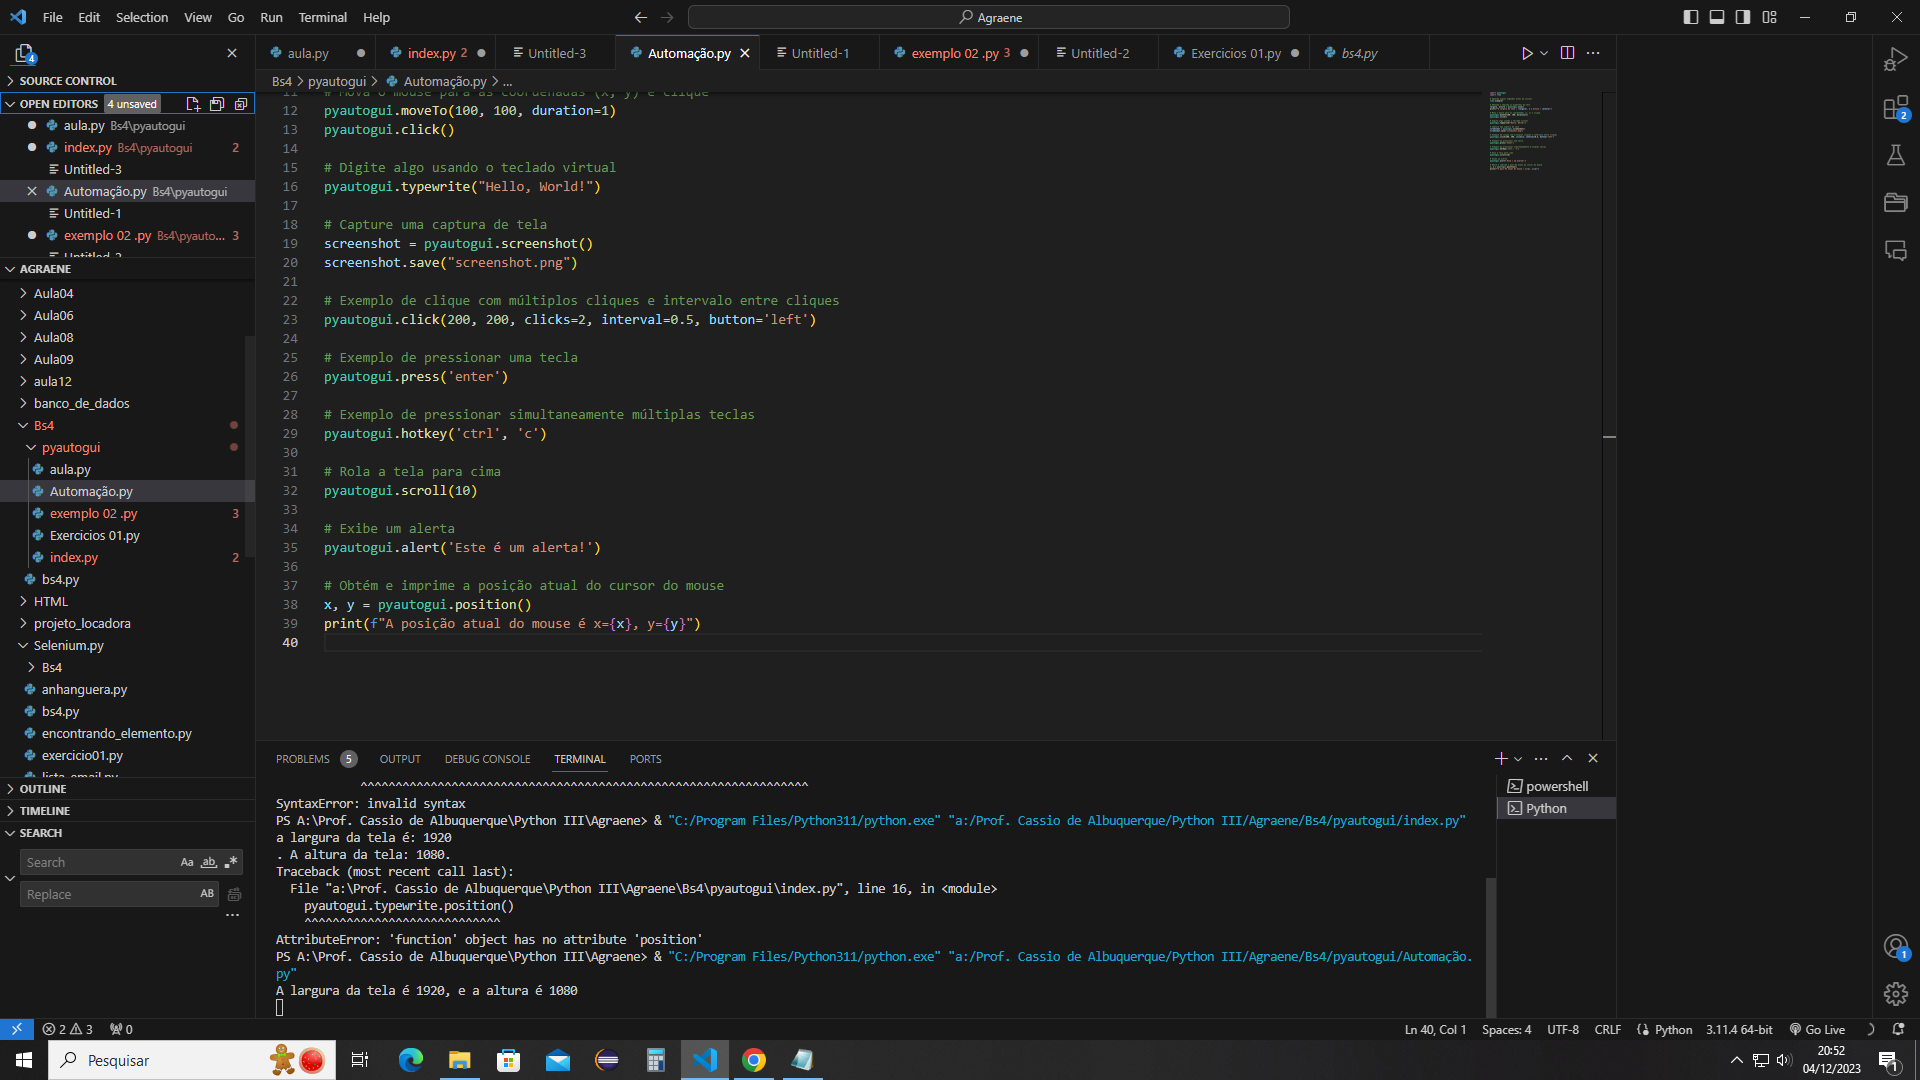 File Edit Selection View Go Run Terminal Help
Agraene
4
SOURCE CONTROL
OPEN EDITORS 4 unsaved
aula.py Bs4\pyautogui
index.py Bs4\pyautogui 2
Untitled-3
Automação.py Bs4\pyautogui
Untitled-1
exemplo 02 .py Bs4\pyauto... 3
Untitled-2
AGRAENE
Aula04
Aula06
Aula08
Aula09
aula12
banco_de_dados
Bs4
pyautogui
aula.py
Automação.py
exemplo 02 .py 3
Exercicios 01.py
index.py 2
bs4.py
HTML
projeto_locadora
Selenium.py
Bs4
anhanguera.py
bs4.py
encontrando_elemento.py
exercicio01.py
lista_email.py
OUTLINE
TIMELINE
SEARCH
Search Aa ab
Replace AB
...
aula.py index.py 2 Untitled-3 Automação.py Untitled-1 exemplo 02 .py 3 Untitled-2 Exercicios 01.py bs4.py
Bs4 > pyautogui > Automação.py > ...
11 # Mova o mouse para as coordenadas (x, y) e clique
12 pyautogui.moveTo(100, 100, duration=1)
13 pyautogui.click()
14
15 # Digite algo usando o teclado virtual
16 pyautogui.typewrite("Hello, World!")
17
18 # Capture uma captura de tela
19 screenshot = pyautogui.screenshot()
20 screenshot.save("screenshot.png")
21
22 # Exemplo de clique com múltiplos cliques e intervalo entre cliques
23 pyautogui.click(200, 200, clicks=2, interval=0.5, button='left')
24
25 # Exemplo de pressionar uma tecla
26 pyautogui.press('enter')
27
28 # Exemplo de pressionar simultaneamente múltiplas teclas
29 pyautogui.hotkey('ctrl', 'c')
30
31 # Rola a tela para cima
32 pyautogui.scroll(10)
33
34 # Exibe um alerta
35 pyautogui.alert('Este é um alerta!')
36
37 # Obtém e imprime a posição atual do cursor do mouse
38 x, y = pyautogui.position()
39 print(f"A posição atual do mouse é x={x}, y={y}")
40
PROBLEMS 5 OUTPUT DEBUG CONSOLE TERMINAL PORTS
^^^^^^^^^^^^^^^^^^^^^^^^^^^^^^^^^^^^^^^^^^^^^^^^^^^^^^^^^^^^^^^^
SyntaxError: invalid syntax
PS A:\Prof. Cassio de Albuquerque\Python III\Agraene> & "C:/Program Files/Python311/python.exe" "a:/Prof. Cassio de Albuquerque/Python III/Agraene/Bs4/pyautogui/index.py"
a largura da tela é: 1920
. A altura da tela: 1080.
Traceback (most recent call last):
File "a:\Prof. Cassio de Albuquerque\Python III\Agraene\Bs4\pyautogui\index.py", line 16, in <module>
pyautogui.typewrite.position()
^^^^^^^^^^^^^^^^^^^^^^^^^^^^
AttributeError: 'function' object has no attribute 'position'
PS A:\Prof. Cassio de Albuquerque\Python III\Agraene> & "C:/Program Files/Python311/python.exe" "a:/Prof. Cassio de Albuquerque/Python III/Agraene/Bs4/pyautogui/Automação.
py"
A largura da tela é 1920, e a altura é 1080
powershell
Python
2
1
2 3 0
Ln 40, Col 1 Spaces: 4 UTF-8 CRLF Python 3.11.4 64-bit Go Live
Pesquisar
20:52
04/12/2023
1